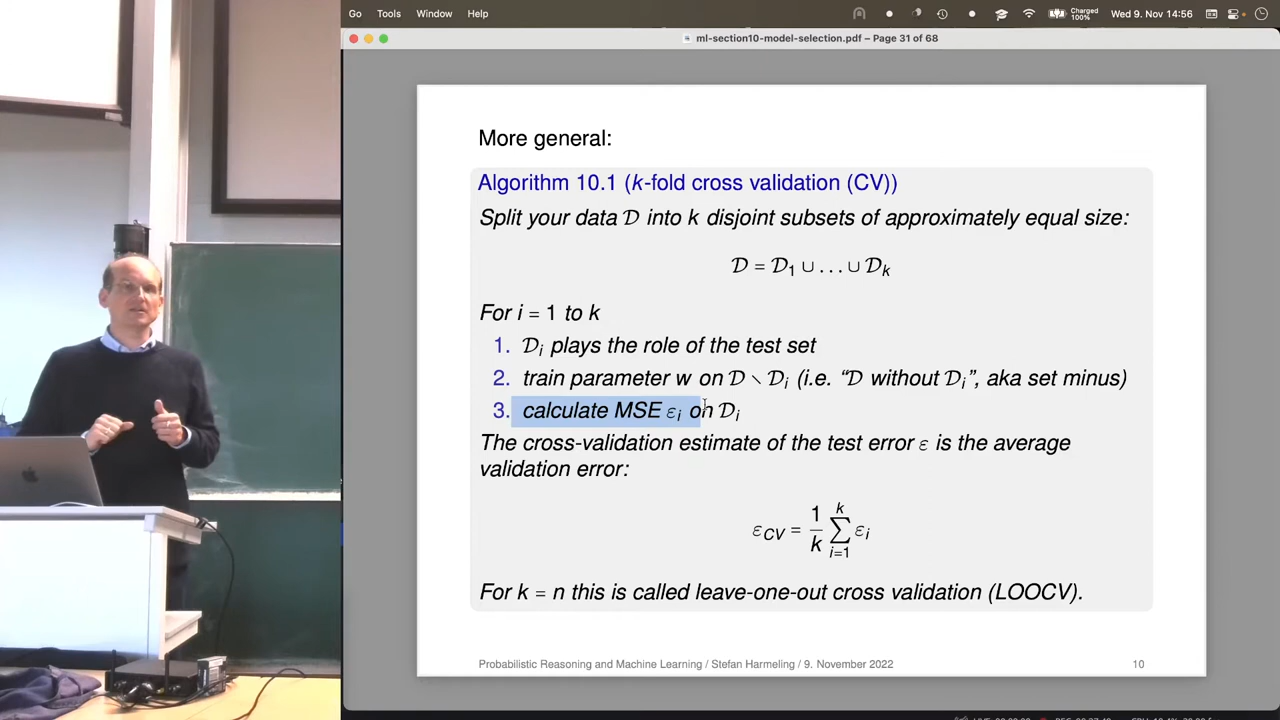 Go Tools Window Help Charged 100% Wed 9. Nov 14:56
ml-section10-model-selection.pdf – Page 31 of 68
More general:
Algorithm 10.1 (k-fold cross validation (CV))
Split your data 𝒟 into k disjoint subsets of approximately equal size:
𝒟 = 𝒟₁ ∪ . . . ∪ 𝒟ₖ
For i = 1 to k
1. 𝒟ᵢ plays the role of the test set
2. train parameter w on 𝒟 ∖ 𝒟ᵢ (i.e. “𝒟 without 𝒟ᵢ”, aka set minus)
3. calculate MSE εᵢ on 𝒟ᵢ
The cross-validation estimate of the test error ε is the average
validation error:
ε_CV = 1/k ∑_{i=1}^{k} εᵢ
For k = n this is called leave-one-out cross validation (LOOCV).
Probabilistic Reasoning and Machine Learning / Stefan Harmeling / 9. November 2022 10